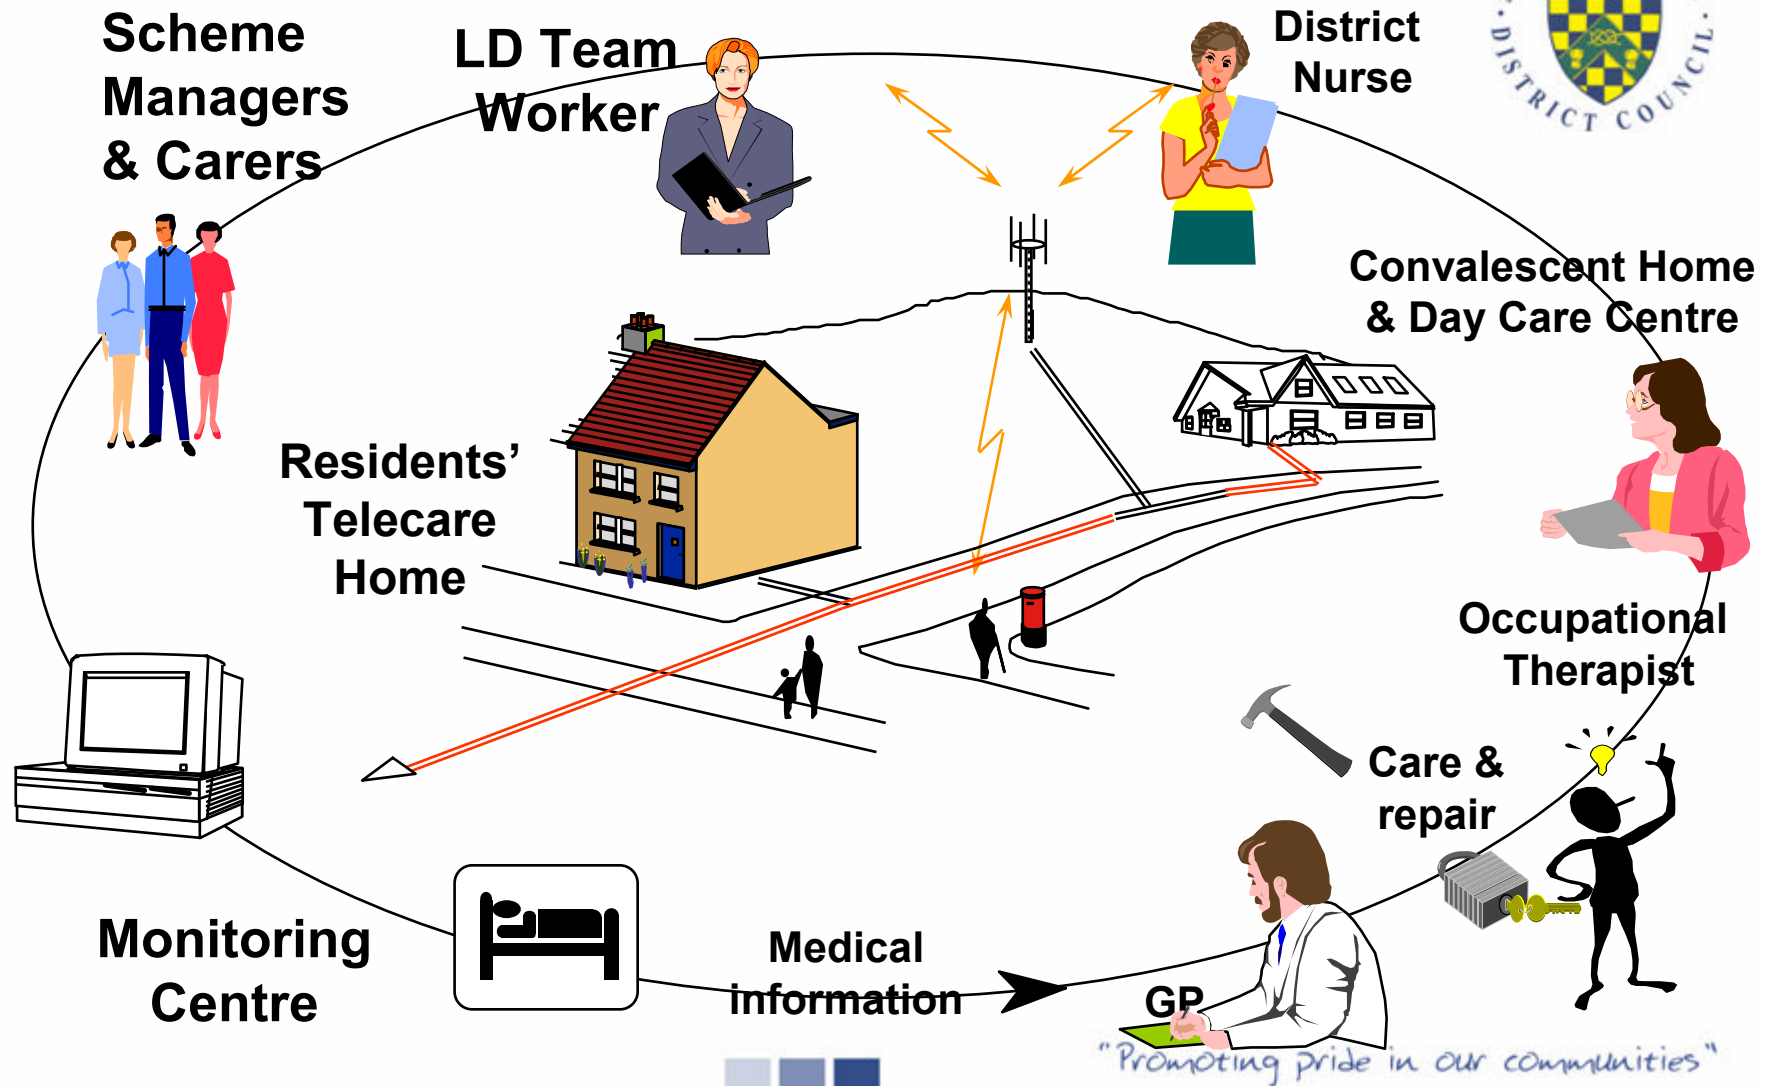 Scheme
Managers
& Carers
LD Team
Worker
District
Nurse
DISTRICT COUNCIL
Convalescent Home
& Day Care Centre
Residents’
Telecare
Home
Occupational
Therapist
Care &
repair
Monitoring
Centre
Medical
information
GP
"Promoting pride in our communities"